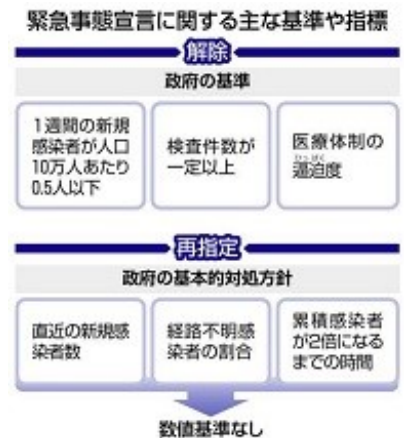 緊急事態宣言に関する主な基準や指標
解除
政府の基準
1週間の新規
感染者が人口
10万人あたり
0.5人以下
検査件数が
一定以上
医療体制の
ひっぱく
逼迫度
再指定
政府の基本的対処方針
直近の新規感
染者数
経路不明感
染者の割合
累積感染者
が2倍になる
までの時間
数値基準なし